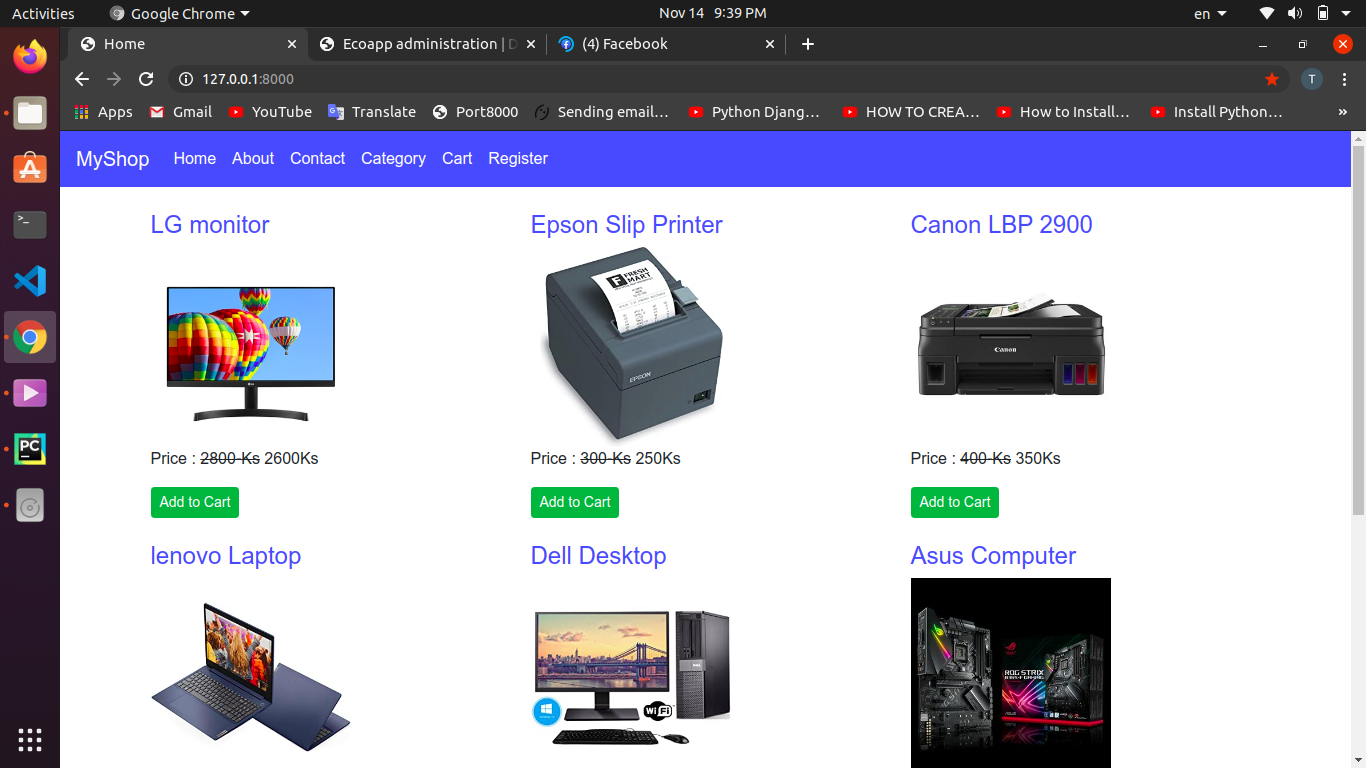 Activities Google Chrome Nov 14 9:39 PM en
Home Ecoapp administration | D (4) Facebook
127.0.0.1:8000 T
Apps Gmail YouTube Translate Port8000 Sending email… Python Djang… HOW TO CREA… How to Install… Install Python… »
MyShop Home About Contact Category Cart Register
LG monitor Epson Slip Printer Canon LBP 2900
FRESH
MART
EPSON
Canon
LG
Price : 2800 Ks 2600Ks Price : 300 Ks 250Ks Price : 400 Ks 350Ks
Add to Cart Add to Cart Add to Cart
lenovo Laptop Dell Desktop Asus Computer
ROG STRIX
WiFi
PC